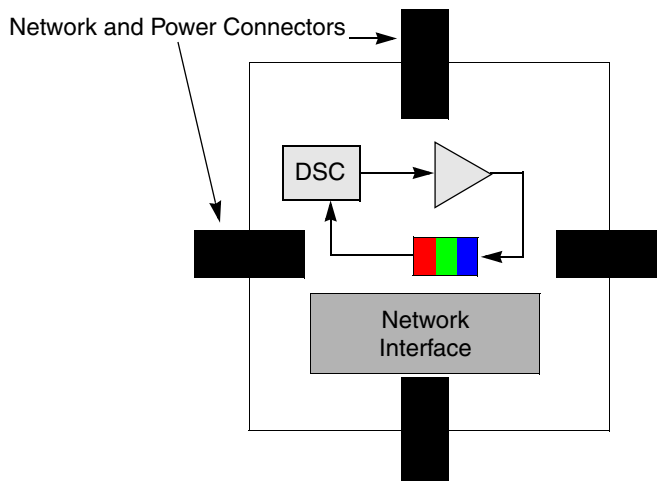 Network and Power Connectors
DSC
Network
Interface